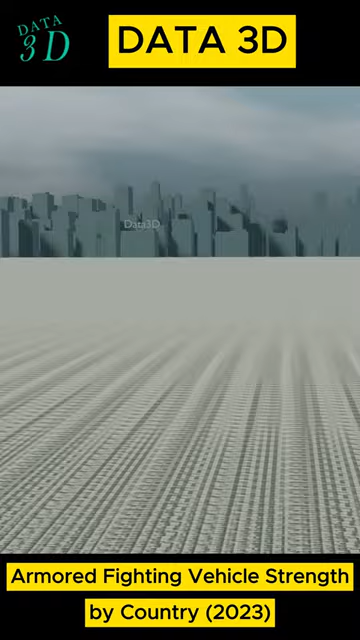 DATA
3D
DATA 3D
Data3D
Armored Fighting Vehicle Strength
by Country (2023)